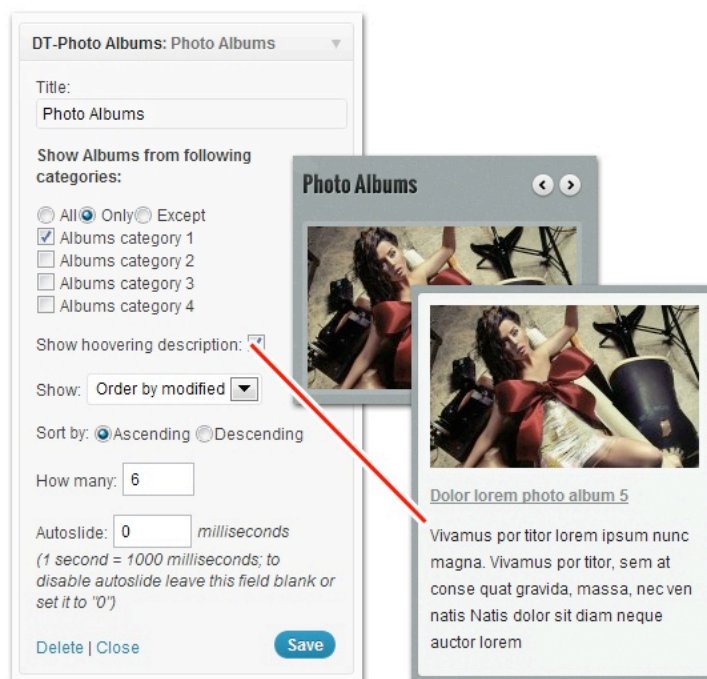 DT-Photo Albums: Photo Albums
Title:
Photo Albums
Show Albums from following
categories:
All Only Except
Albums category 1
Albums category 2
Albums category 3
Albums category 4
Show hoovering description:
Show: Order by modified
Sort by: Ascending Descending
How many: 6
Autoslide: 0 milliseconds
(1 second = 1000 milliseconds; to
disable autoslide leave this field blank or
set it to "0")
Delete | Close
Save
Photo Albums
Dolor lorem photo album 5
Vivamus por titor lorem ipsum nunc
magna. Vivamus por titor, sem at
conse quat gravida, massa, nec ven
natis Natis dolor sit diam neque
auctor lorem